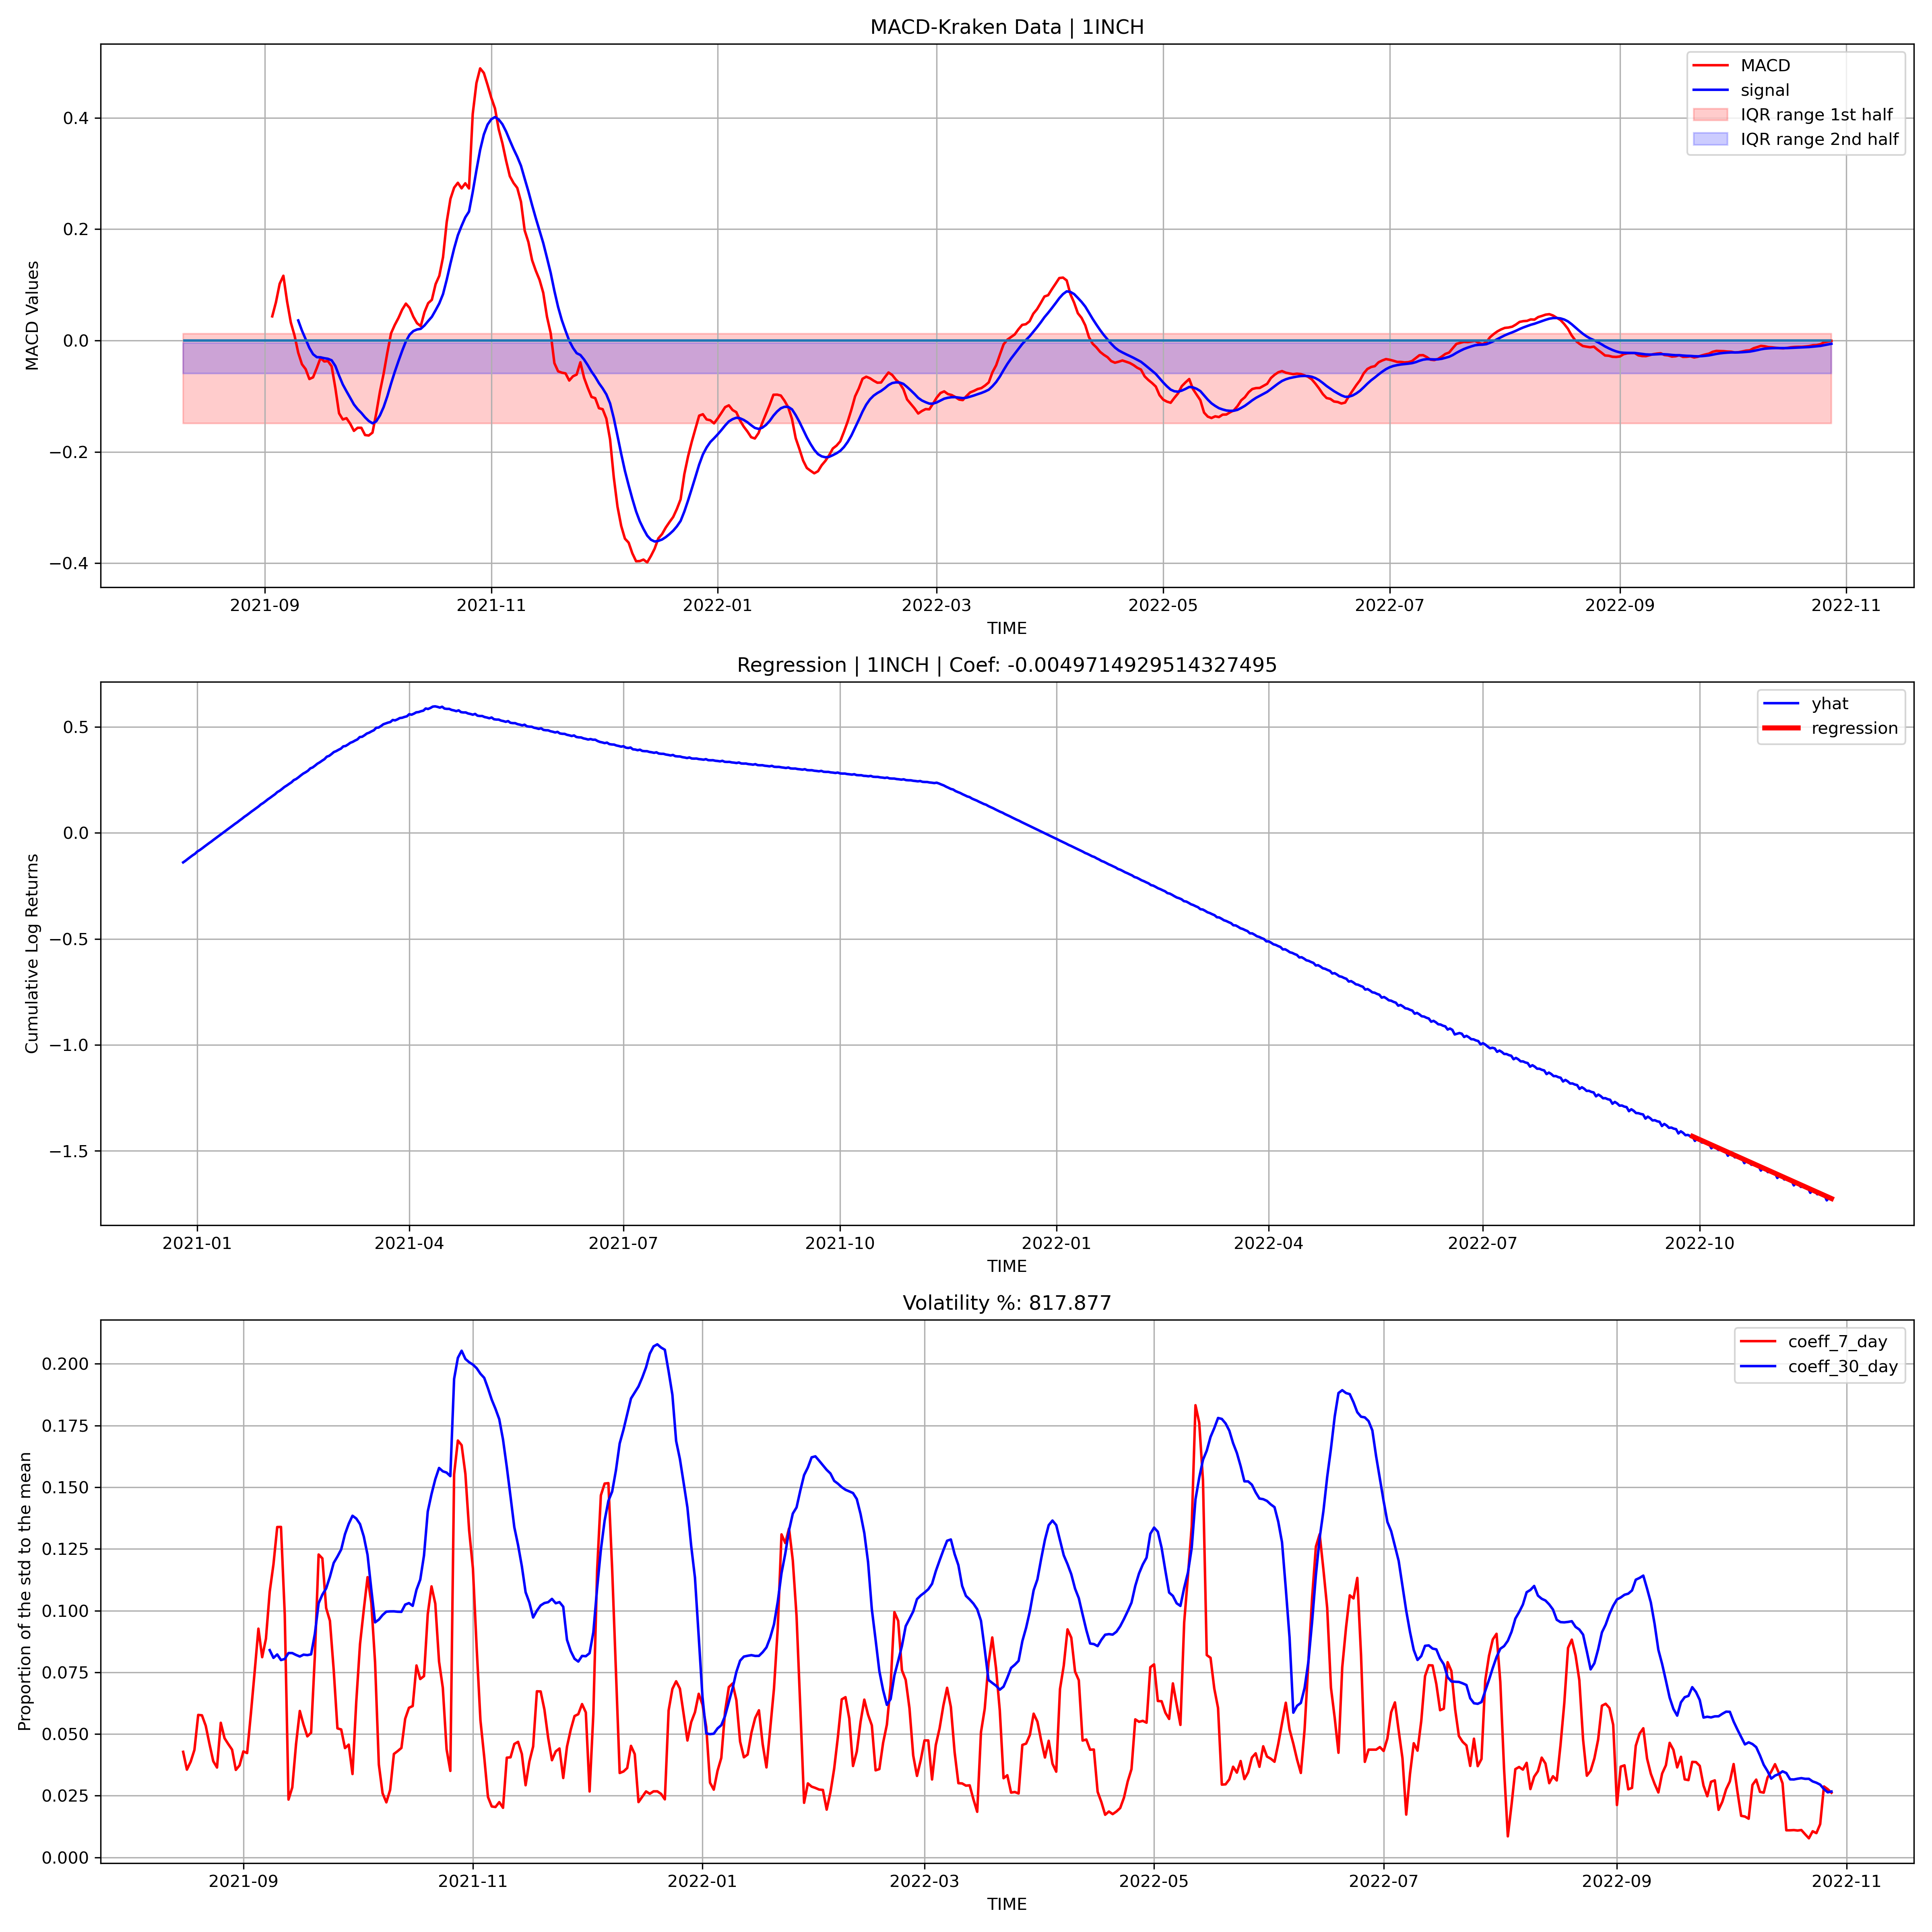 MACD-Kraken Data | 1INCH
MACD
signal
IQR range 1st half
IQR range 2nd half
0.4
0.2
0.0
−0.2
−0.4
MACD Values
2021-09 2021-11 2022-01 2022-03 2022-05 2022-07 2022-09 2022-11
TIME
Regression | 1INCH | Coef: -0.0049714929514327495
yhat
regression
0.5
0.0
−0.5
−1.0
−1.5
Cumulative Log Returns
2021-01 2021-04 2021-07 2021-10 2022-01 2022-04 2022-07 2022-10
TIME
Volatility %: 817.877
coeff_7_day
coeff_30_day
0.200
0.175
0.150
0.125
0.100
0.075
0.050
0.025
0.000
Proportion of the std to the mean
2021-09 2021-11 2022-01 2022-03 2022-05 2022-07 2022-09 2022-11
TIME